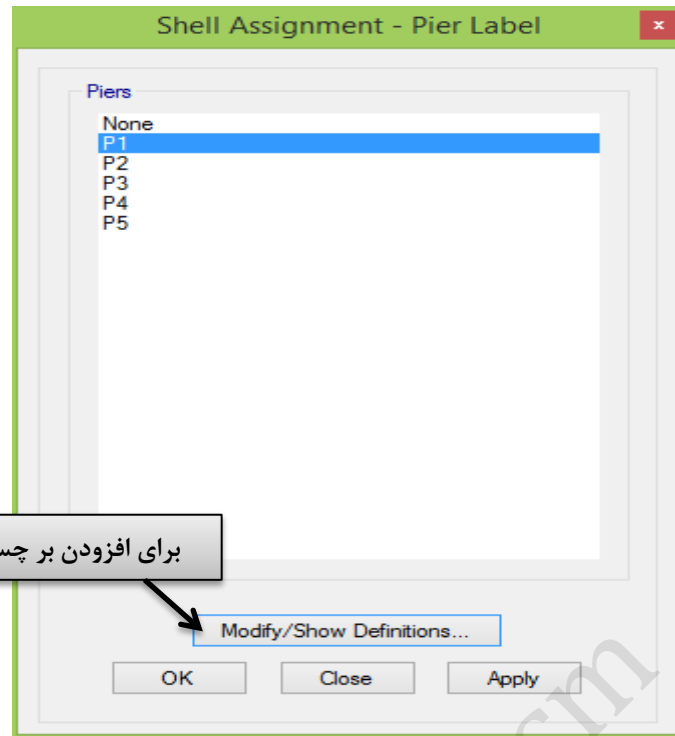 Shell Assignment - Pier Label
x
Piers
None
P1
P2
P3
P4
P5
برای افزودن بر
Modify/Show Definitions...
OK
Close
Apply